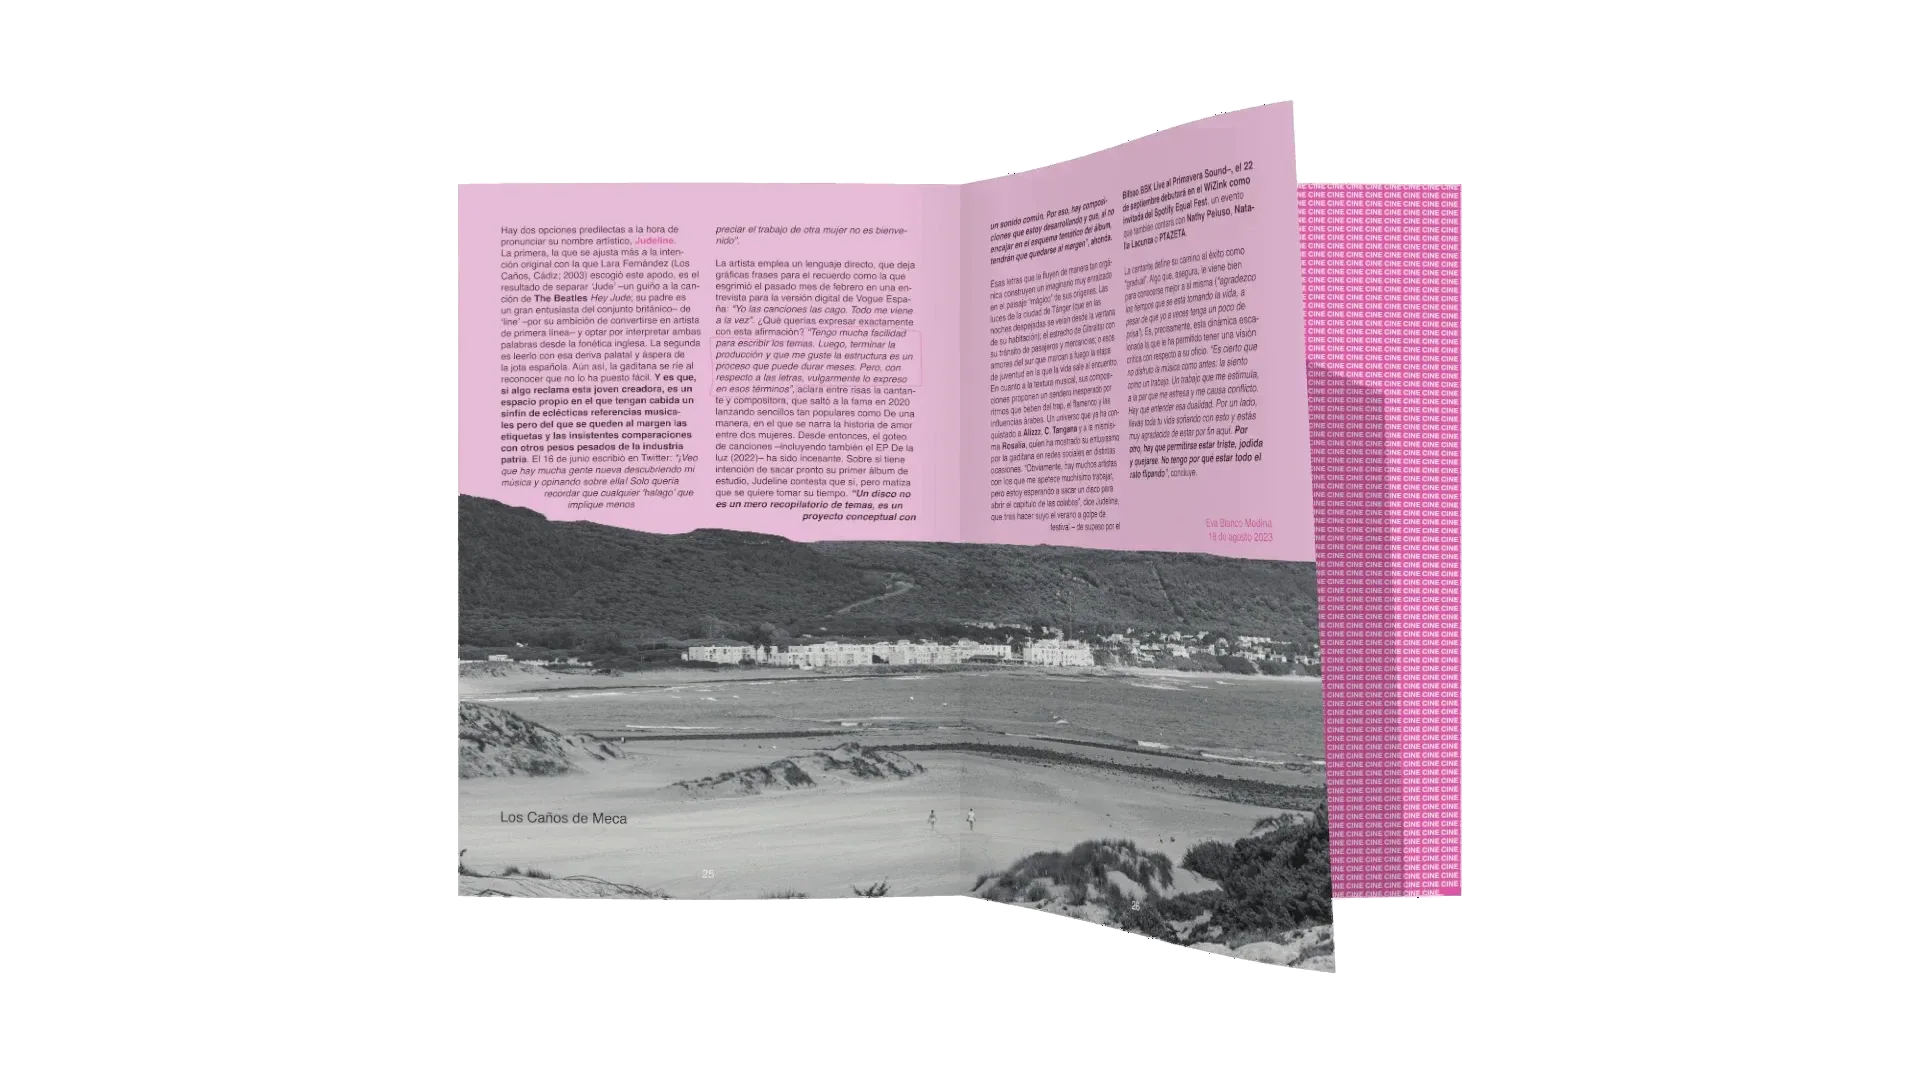 Hay dos opciones predilectas a la hora de
pronunciar su nombre artístico, Judeline.
La primera, la que se ajusta más a la inten-
ción original con la que Lara Fernández (Los
Caños, Cádiz; 2003) escogió este apodo, es el
resultado de separar 'Jude' –un guiño a la can-
ción de The Beatles Hey Jude; su padre es
un gran entusiasta del conjunto británico– de
'line' –por su ambición de convertirse en artista
de primera línea– y optar por interpretar ambas
palabras desde la fonética inglesa. La segunda
es leerlo con esa deriva palatal y áspera de
la jota española. Aún así, la gaditana se ríe al
reconocer que no lo ha puesto fácil. Y es que,
si algo reclama esta joven creadora, es un
espacio propio en el que tengan cabida un
sinfín de eclécticas referencias musica-
les pero del que se queden al margen las
etiquetas y las insistentes comparaciones
con otros pesos pesados de la industria
patria. El 16 de junio escribió en Twitter: "¡Veo
que hay mucha gente nueva descubriendo mi
música y opinando sobre ella! Solo quería
recordar que cualquier 'halago' que
implique menos
preciar el trabajo de otra mujer no es bienve-
nido".
La artista emplea un lenguaje directo, que deja
gráficas frases para el recuerdo como la que
esgrimió el pasado mes de febrero en una en-
trevista para la versión digital de Vogue Espa-
ña: "Yo las canciones las cago. Todo me viene
a la vez". ¿Qué querías expresar exactamente
con esta afirmación? "Tengo mucha facilidad
para escribir los temas. Luego, terminar la
producción y que me guste la estructura es un
proceso que puede durar meses. Pero, con
respecto a las letras, vulgarmente lo expreso
en esos términos", aclara entre risas la cantan-
te y compositora, que saltó a la fama en 2020
lanzando sencillos tan populares como De una
manera, en el que se narra la historia de amor
entre dos mujeres. Desde entonces, el goteo
de canciones –incluyendo también el EP De la
luz (2022)– ha sido incesante. Sobre si tiene
intención de sacar pronto su primer álbum de
estudio, Judeline contesta que sí, pero matiza
que se quiere tomar su tiempo. "Un disco no
es un mero recopilatorio de temas, es un
proyecto conceptual con
un sonido común. Por eso, hay composi-
ciones que estoy desarrollando y que, al no
encajar en el esquema temático del álbum,
tendrán que quedarse al margen", ahonda.
Esas letras que le fluyen de manera tan orgá-
nica construyen un imaginario muy enraizado
en el paisaje "mágico" de sus orígenes. Las
luces de la ciudad de Tánger (que en las
noches despejadas se veían desde la ventana
de su habitación); el estrecho de Gibraltar con
su tránsito de pasajeros y mercancías; o esos
amores del sur que marcan a fuego la etapa
de juventud en la que la vida sale al encuentro.
En cuanto a la textura musical, sus composi-
ciones proponen un sendero inesperado por
ritmos que beben del trap, el flamenco y las
influencias árabes. Un universo que ya ha con-
quistado a Alizzz, C. Tangana y a la mismísi-
ma Rosalía, quien ha mostrado su entusiasmo
por la gaditana en redes sociales en distintas
ocasiones. "Obviamente, hay muchos artistas
con los que me apetece muchísimo trabajar,
pero estoy esperando a sacar un disco para
abrir el capítulo de las colabos", dice Judeline,
que tras hacer suyo el verano a golpe de
festival – de supeso por el
Bilbao BBK Live al Primavera Sound–, el 22
de septiembre debutará en el WiZink como
invitada del Spotify Equal Fest, un evento
que también contará con Nathy Peluso, Nata-
lia Lacunza o PTAZETA.
La cantante define su camino al éxito como
"gradual". Algo que, asegura, le viene bien
para conocerse mejor a sí misma ("agradezco
los tiempos que se está tomando la vida, a
pesar de que yo a veces tenga un poco de
prisa"). Es, precisamente, esta dinámica esca-
lonada la que le ha permitido tener una visión
crítica con respecto a su oficio. "Es cierto que
no disfruto la música como antes: la siento
como un trabajo. Un trabajo que me estimula,
a la par que me estresa y me causa conflicto.
Hay que entender esa dualidad. Por un lado,
llevas toda tu vida soñando con esto y estás
muy agradecida de estar por fin aquí. Por
otro, hay que permitirse estar triste, jodida
y quejarse. No tengo por qué estar todo el
rato flipando", concluye.
Eva Blanco Medina
18 de agosto 2023
Los Caños de Meca
25
26
CINE CINE CINE CINE CINE CINE CINE CINE